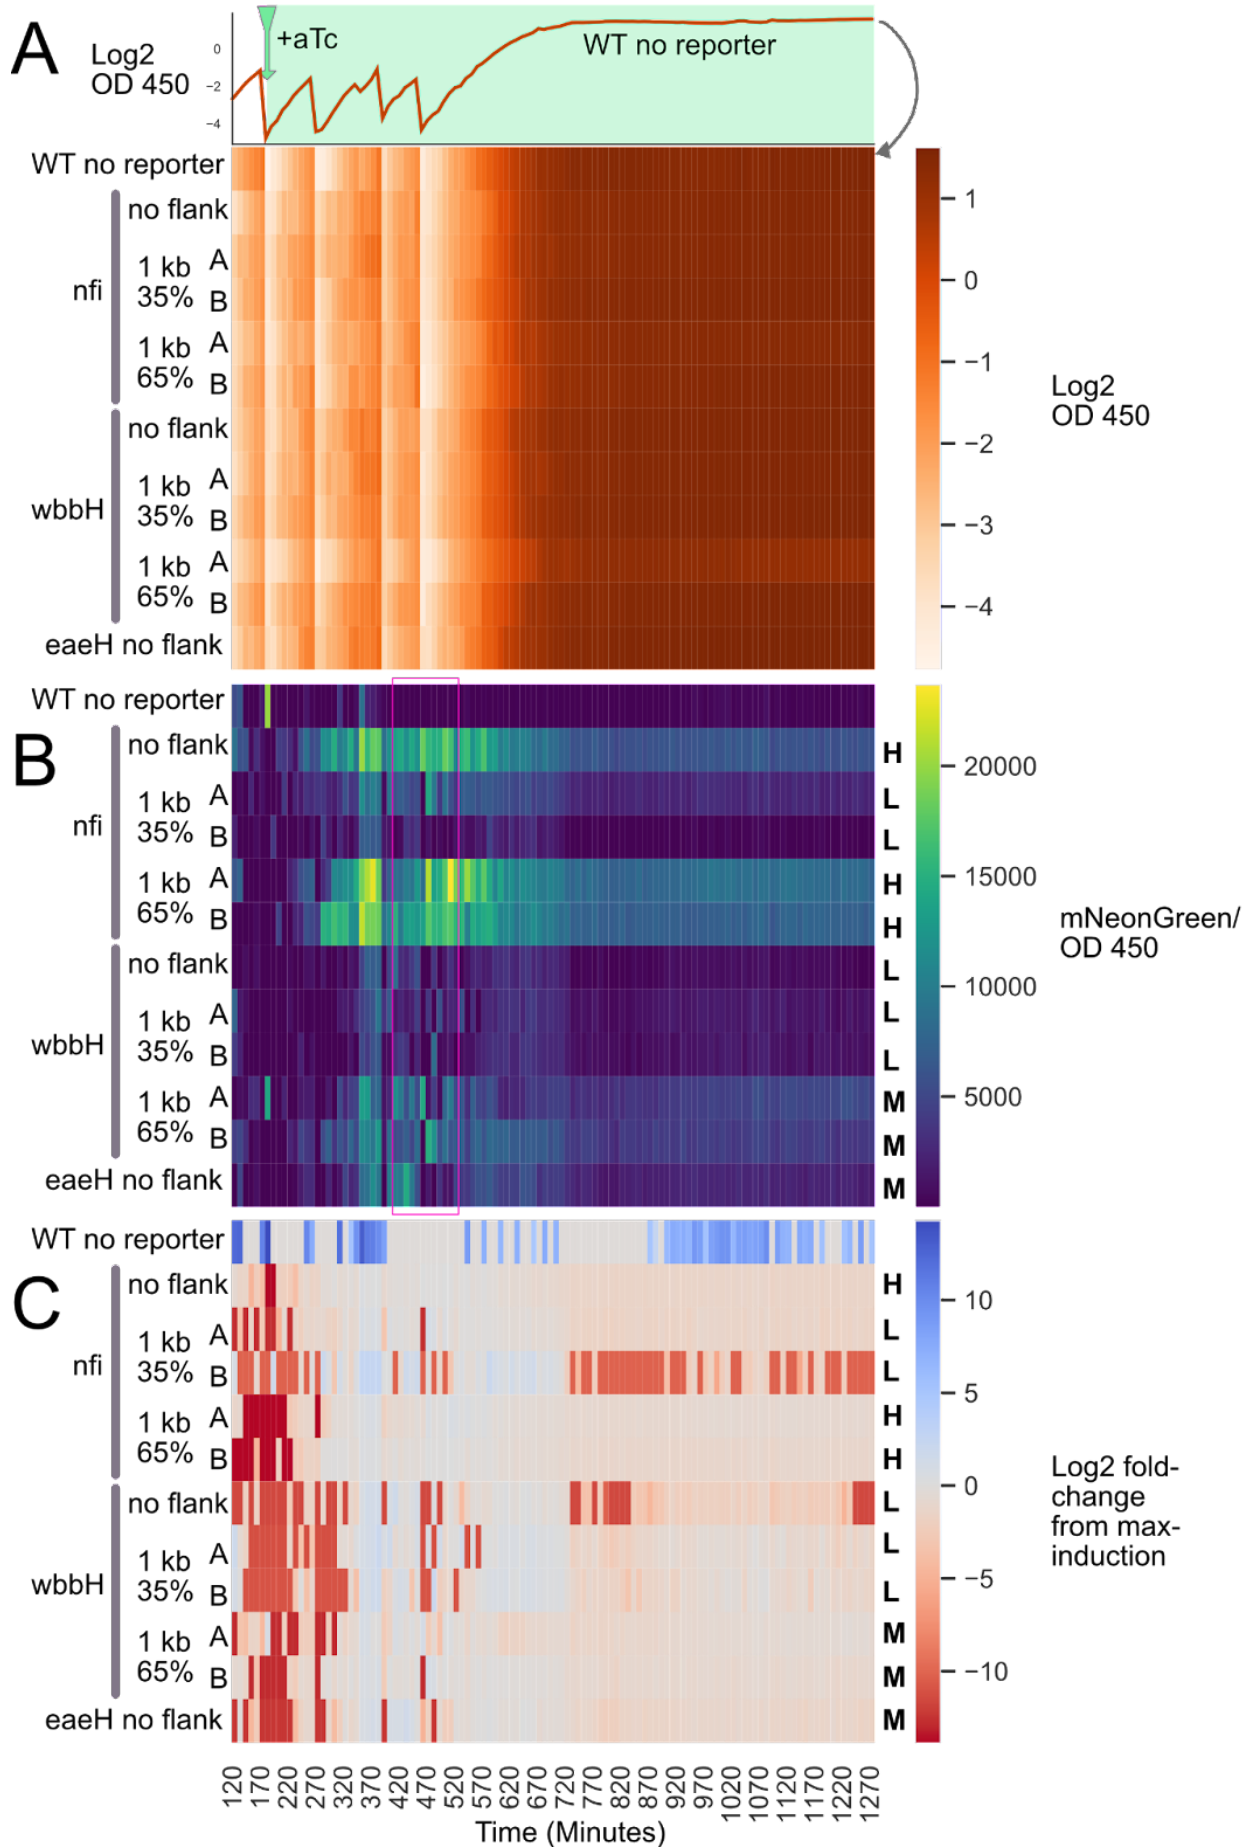 A
Log2
OD 450
0
−2
−4
+aTc
WT no reporter
WT no reporter
nfi
no flank
1 kb
35%
A
B
1 kb
65%
A
B
wbbH
no flank
1 kb
35%
A
B
1 kb
65%
A
B
eaeH no flank
1
0
−1
−2
−3
−4
Log2
OD 450
B
WT no reporter
nfi
no flank
H
1 kb
35%
A
L
B
L
1 kb
65%
A
H
B
H
wbbH
no flank
L
1 kb
35%
A
L
B
L
1 kb
65%
A
M
B
M
eaeH no flank
M
20000
15000
10000
5000
mNeonGreen/
OD 450
C
WT no reporter
nfi
no flank
H
1 kb
35%
A
L
B
L
1 kb
65%
A
H
B
H
wbbH
no flank
L
1 kb
35%
A
L
B
L
1 kb
65%
A
M
B
M
eaeH no flank
M
10
5
0
−5
−10
Log2 fold-
change
from max-
induction
120 170 220 270 320 370 420 470 520 570 620 670 720 770 820 870 920 970 1020 1070 1120 1170 1220 1270
Time (Minutes)